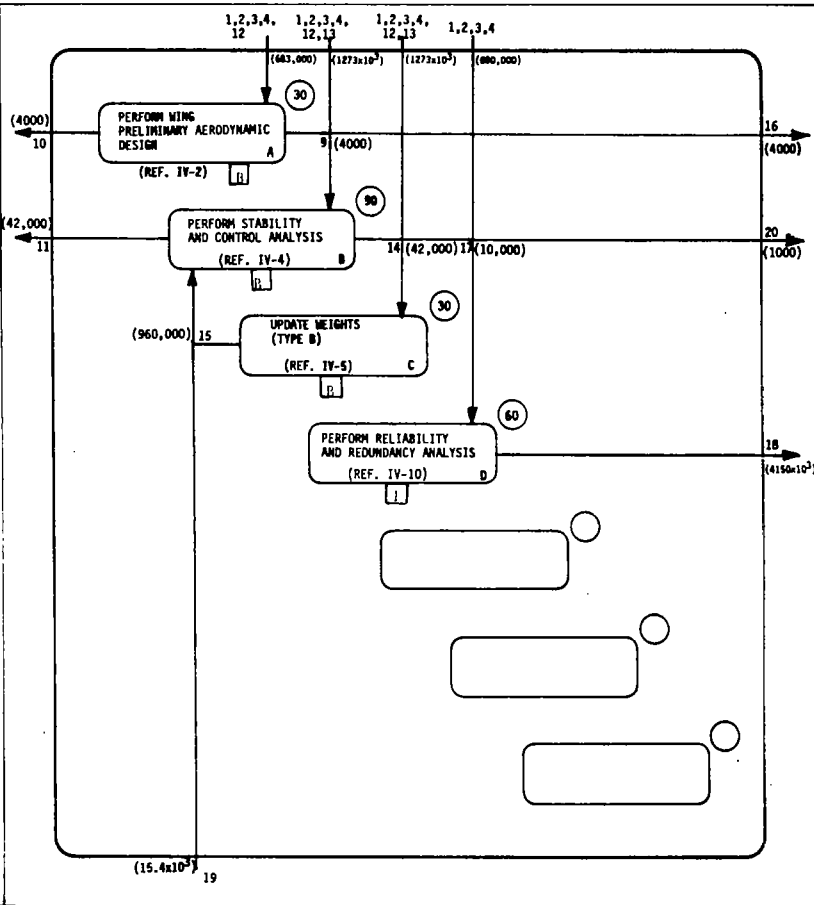 1,2,3,4,
12
1,2,3,4,
12,13
1,2,3,4,
12,13
1,2,3,4
(683,000)
(1273x10³)
(1273x10³)
(880,000)
30
(4000)
10
PERFORM WING
PRELIMINARY AERODYNAMIC
DESIGN
A
9
(4000)
16
(4000)
(REF. IV-2)
B
90
(42,000)
11
PERFORM STABILITY
AND CONTROL ANALYSIS
(REF. IV-4)
B
14
(42,000)
17
(10,000)
20
(1000)
B
30
(960,000)
15
UPDATE WEIGHTS
(TYPE B)
(REF. IV-5)
C
B
60
PERFORM RELIABILITY
AND REDUNDANCY ANALYSIS
(REF. IV-10)
D
18
(4150x10³)
I
(15.4x10³)
19